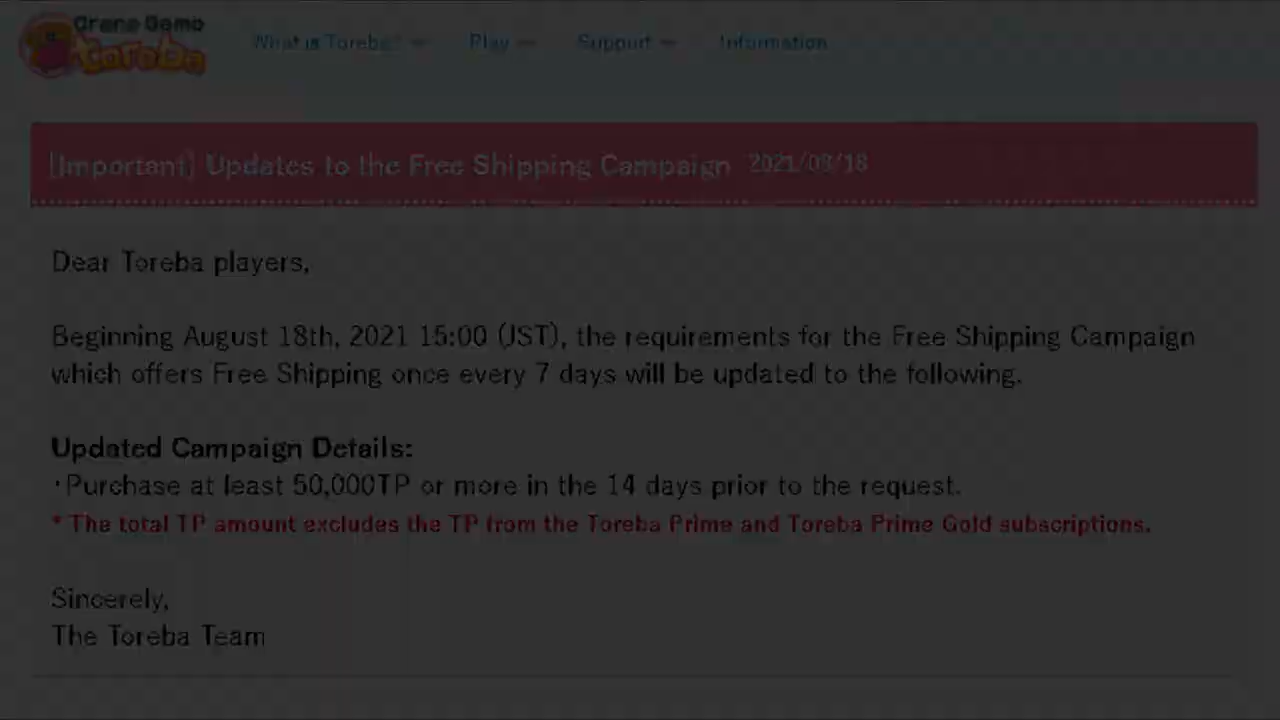 Crane Game
Toreba
What is Toreba?
Play
Support
Information
[Important] Updates to the Free Shipping Campaign 2021/08/18
Dear Toreba players,
Beginning August 18th, 2021 15:00 (JST), the requirements for the Free Shipping Campaign
which offers Free Shipping once every 7 days will be updated to the following.
Updated Campaign Details:
・Purchase at least 50,000TP or more in the 14 days prior to the request.
* The total TP amount excludes the TP from the Toreba Prime and Toreba Prime Gold subscriptions.
Sincerely,
The Toreba Team